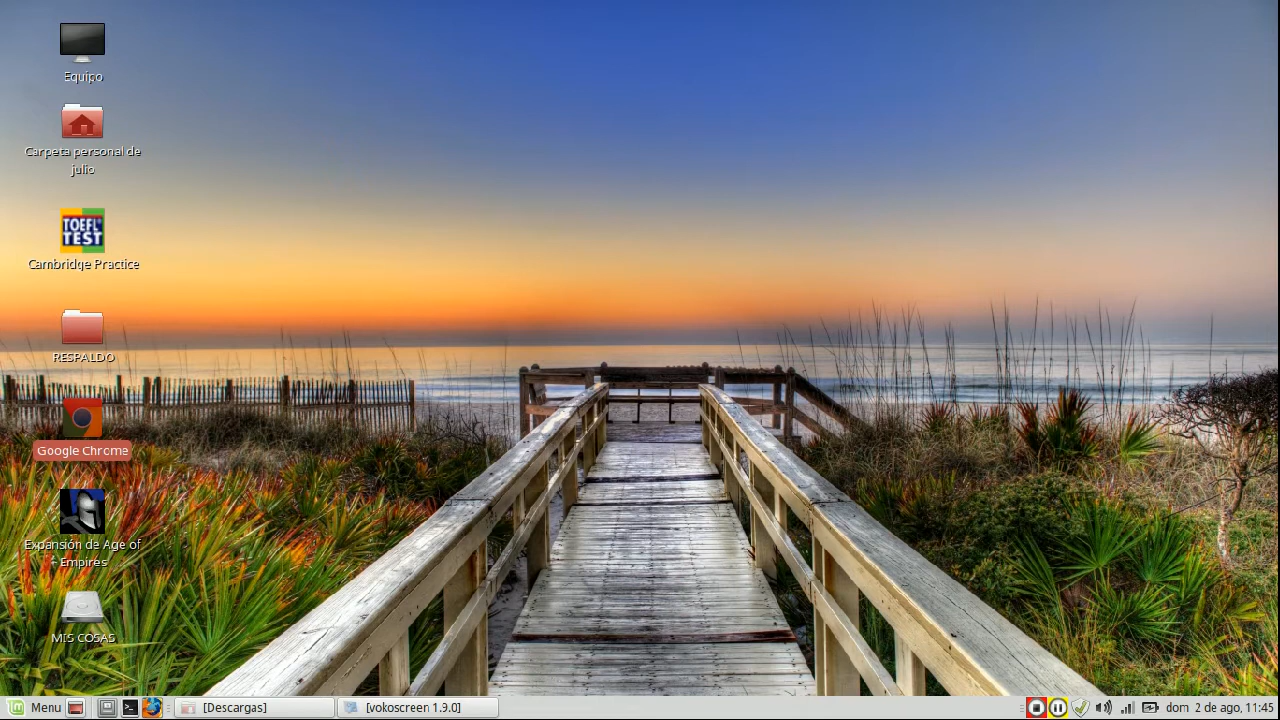 Equipo
Carpeta personal de
julio
TOEFL
TEST
Cambridge Practice
RESPALDO
Google Chrome
Expansión de Age of
Empires
MIS COSAS
Menu
[Descargas]
[vokoscreen 1.9.0]
dom 2 de ago, 11:45